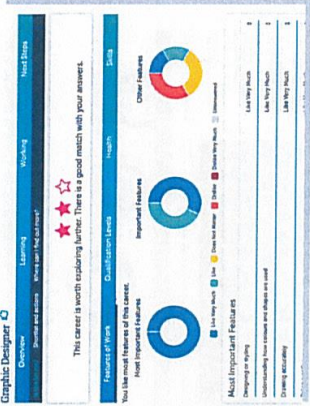 Graphic Designer
Overview Learning Working Next Steps
Shortlist and actions Where can I find out more?
This career is worth exploring further. There is a good match with your answers.
Features of Work Qualification Levels Health Skills
You like most features of this career.
Most Important Features Important Features Other Features
Like Very Much Like Does Not Matter Dislike Dislike Very Much Unanswered
Most Important Features
Designing or styling Like Very Much
Understanding how colours and shapes are used Like Very Much
Drawing accurately Like Very Much